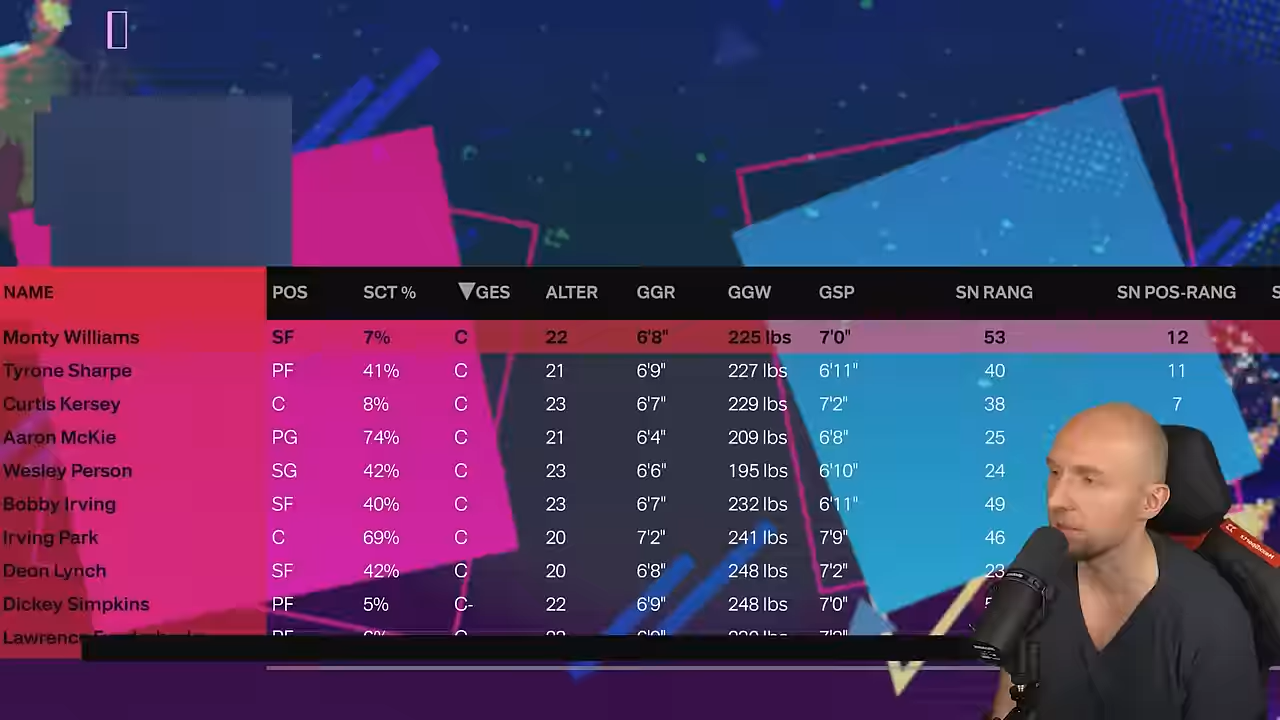 NAME POS SCT % ▼GES ALTER GGR GGW GSP SN RANG SN POS-RANG S
Monty Williams SF 7% C 22 6'8" 225 lbs 7'0" 53 12
Tyrone Sharpe PF 41% C 21 6'9" 227 lbs 6'11" 40 11
Curtis Kersey C 8% C 23 6'7" 229 lbs 7'2" 38 7
Aaron McKie PG 74% C 21 6'4" 209 lbs 6'8" 25
Wesley Person SG 42% C 23 6'6" 195 lbs 6'10" 24
Bobby Irving SF 40% C 23 6'7" 232 lbs 6'11" 49
Irving Park C 69% C 20 7'2" 241 lbs 7'9" 46
Deon Lynch SF 42% C 20 6'8" 248 lbs 7'2" 23
Dickey Simpkins PF 5% C- 22 6'9" 248 lbs 7'0"
Lawrence